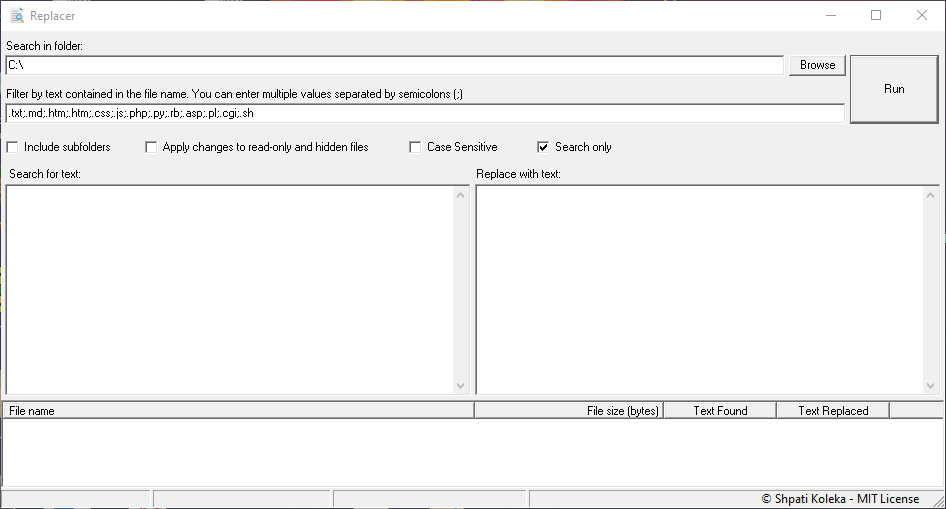 Replacer
Search in folder:
C:\
Browse
Run
Filter by text contained in the file name. You can enter multiple values separated by semicolons (;)
.txt;.md;.htm;.htm;.css;.js;.php;.py;.rb;.asp;.pl;.cgi;.sh
Include subfolders Apply changes to read-only and hidden files Case Sensitive Search only
Search for text: Replace with text:
File name File size (bytes) Text Found Text Replaced
© Shpati Koleka - MIT License